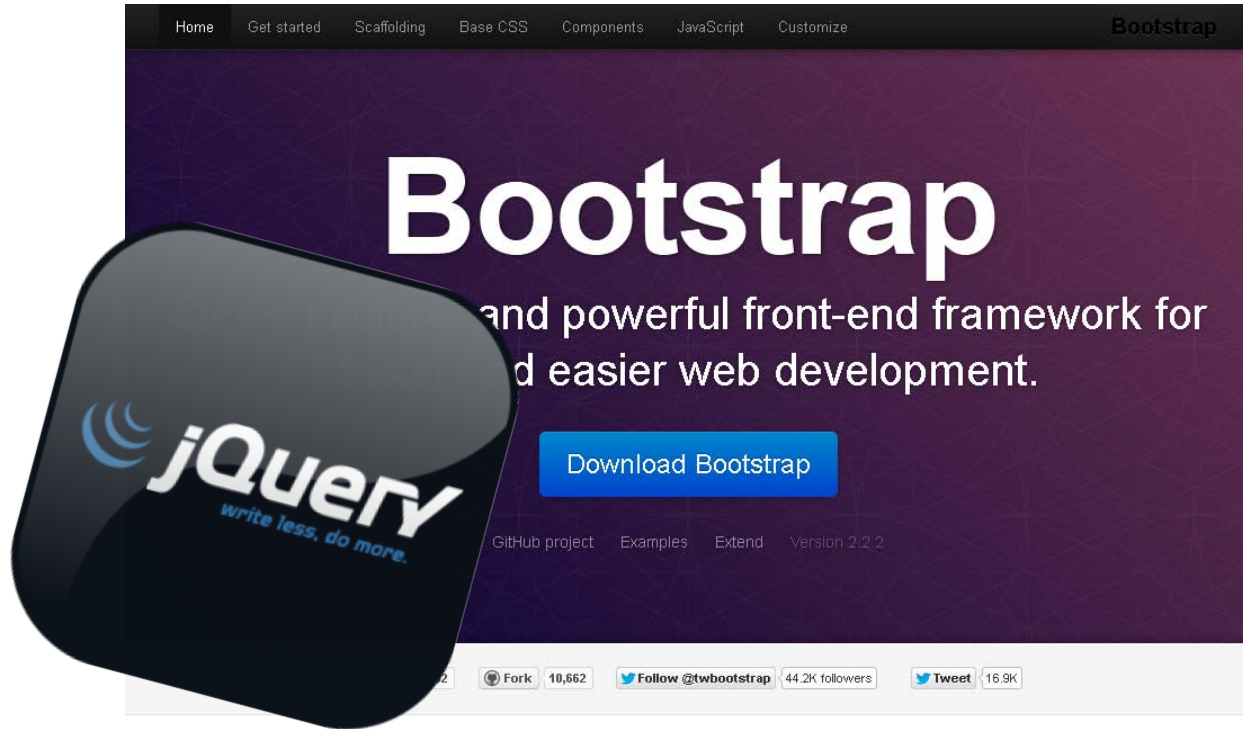 Home Get started Scaffolding Base CSS Components JavaScript Customize Bootstrap
Bootstrap
and powerful front-end framework for
faster and easier web development.
jQuery
write less, do more.
Download Bootstrap
GitHub project Examples Extend Version 2.2.2
Fork 10,662 Follow @twbootstrap 44.2K followers Tweet 16.9K